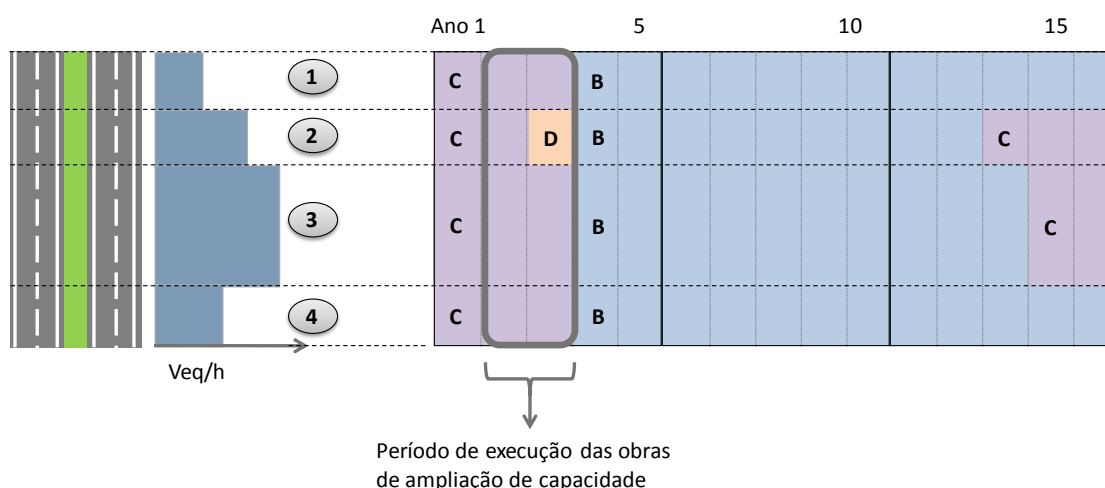 Ano 1 5 10 15
1 C B
2 C D B C
3 C B C
4 C B
Veq/h
Período de execução das obras
de ampliação de capacidade